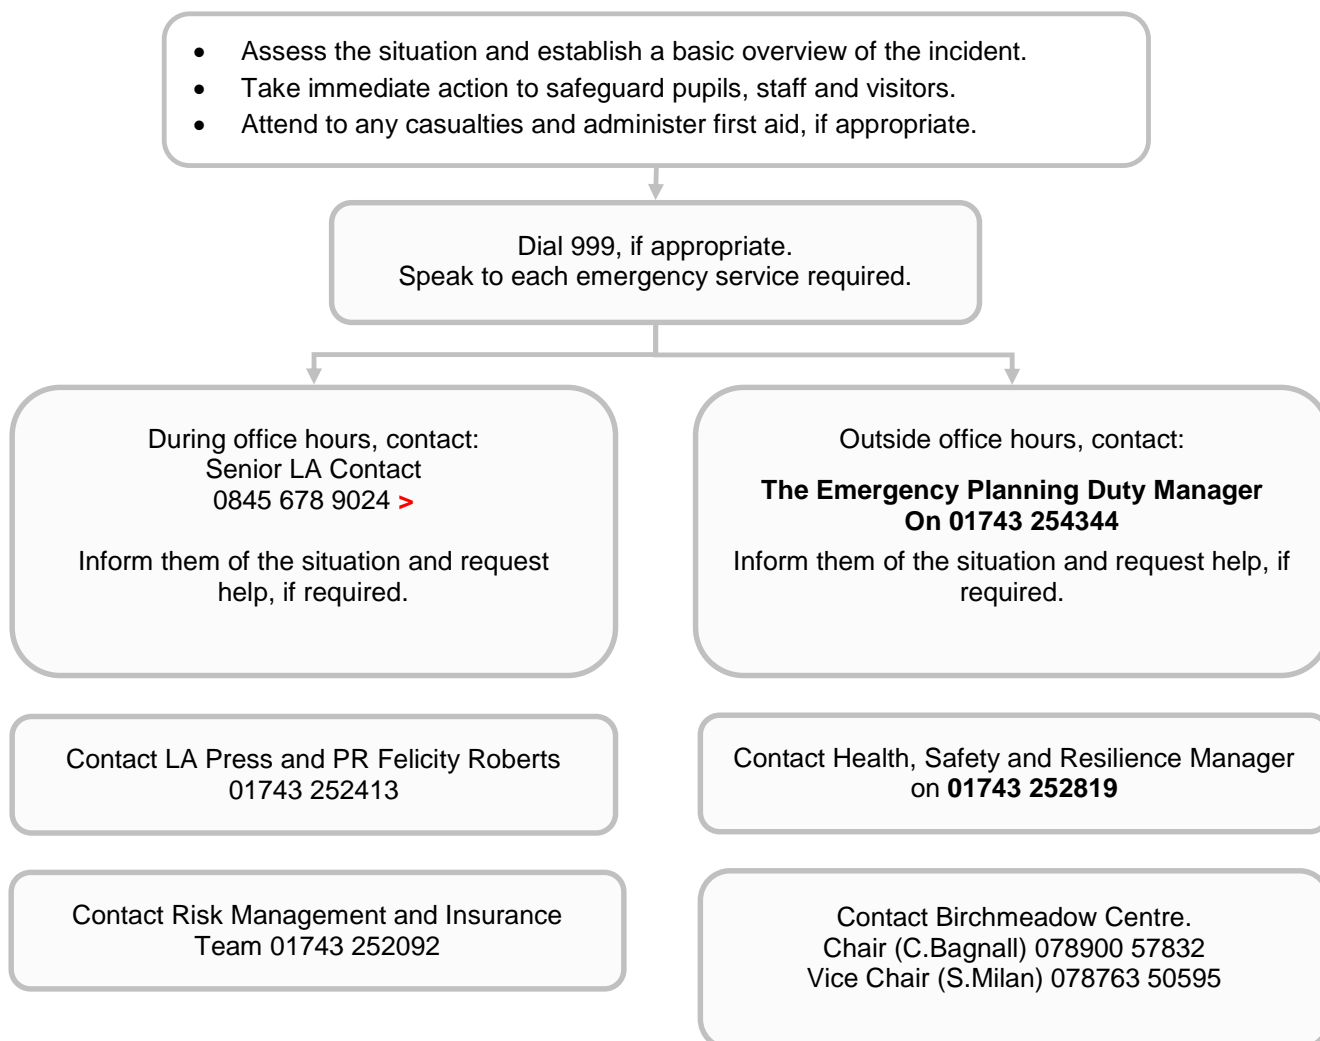 • Assess the situation and establish a basic overview of the incident.
• Take immediate action to safeguard pupils, staff and visitors.
• Attend to any casualties and administer first aid, if appropriate.
Dial 999, if appropriate.
Speak to each emergency service required.
During office hours, contact:
Senior LA Contact
0845 678 9024 >
Inform them of the situation and request
help, if required.
Outside office hours, contact:
The Emergency Planning Duty Manager
On 01743 254344
Inform them of the situation and request help, if
required.
Contact LA Press and PR Felicity Roberts
01743 252413
Contact Health, Safety and Resilience Manager
on 01743 252819
Contact Risk Management and Insurance
Team 01743 252092
Contact Birchmeadow Centre.
Chair (C.Bagnall) 078900 57832
Vice Chair (S.Milan) 078763 50595